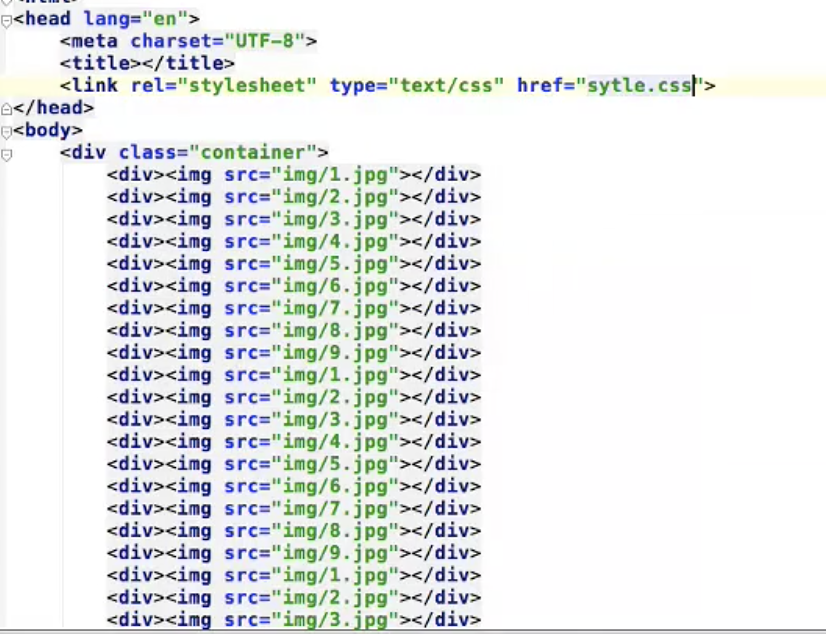 <html>
<head lang="en">
<meta charset="UTF-8">
<title></title>
<link rel="stylesheet" type="text/css" href="sytle.css">
</head>
<body>
<div class="container">
<div><img src="img/1.jpg"></div>
<div><img src="img/2.jpg"></div>
<div><img src="img/3.jpg"></div>
<div><img src="img/4.jpg"></div>
<div><img src="img/5.jpg"></div>
<div><img src="img/6.jpg"></div>
<div><img src="img/7.jpg"></div>
<div><img src="img/8.jpg"></div>
<div><img src="img/9.jpg"></div>
<div><img src="img/1.jpg"></div>
<div><img src="img/2.jpg"></div>
<div><img src="img/3.jpg"></div>
<div><img src="img/4.jpg"></div>
<div><img src="img/5.jpg"></div>
<div><img src="img/6.jpg"></div>
<div><img src="img/7.jpg"></div>
<div><img src="img/8.jpg"></div>
<div><img src="img/9.jpg"></div>
<div><img src="img/1.jpg"></div>
<div><img src="img/2.jpg"></div>
<div><img src="img/3.jpg"></div>